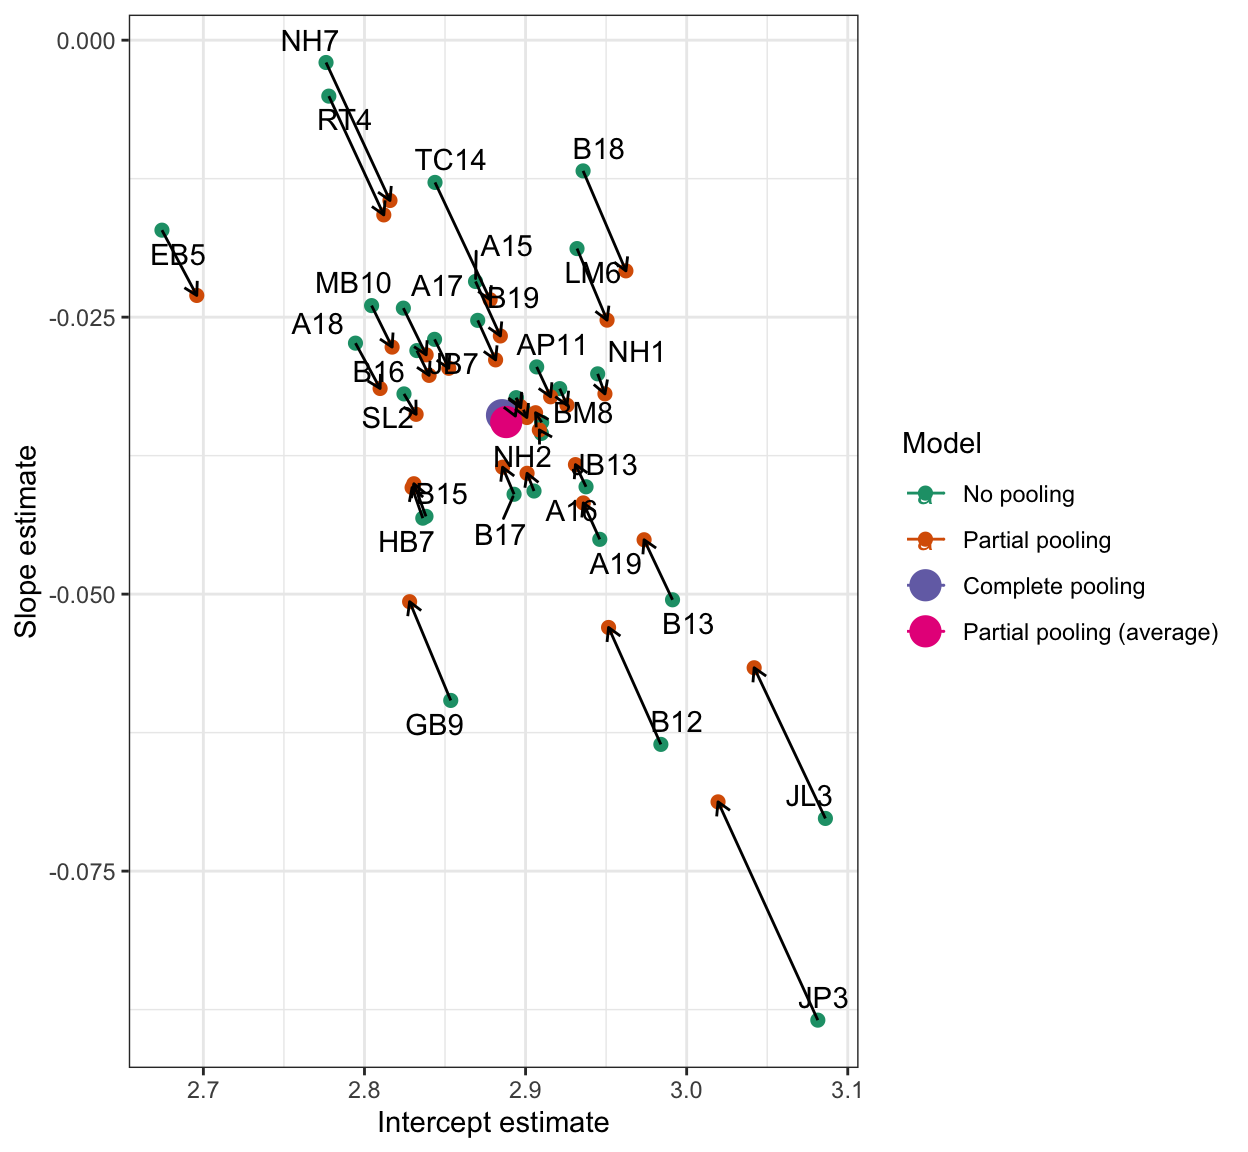 0.000
-0.025
-0.050
-0.075
Slope estimate
NH7
RT4
TC14
B18
EB5
A15
LM6
MB10
A17
B19
A18
AP11
NH1
B16
JB7
SL2
BM8
NH2
JB13
B15
A16
B17
HB7
A19
B13
GB9
B12
JL3
JP3
2.7
2.8
2.9
3.0
3.1
Intercept estimate
Model
a No pooling
a Partial pooling
Complete pooling
Partial pooling (average)